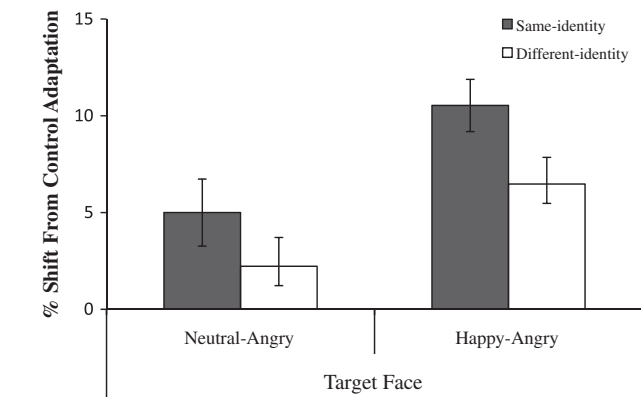 % Shift From Control Adaptation
15
10
5
0
Same-identity
Different-identity
Neutral-Angry
Happy-Angry
Target Face